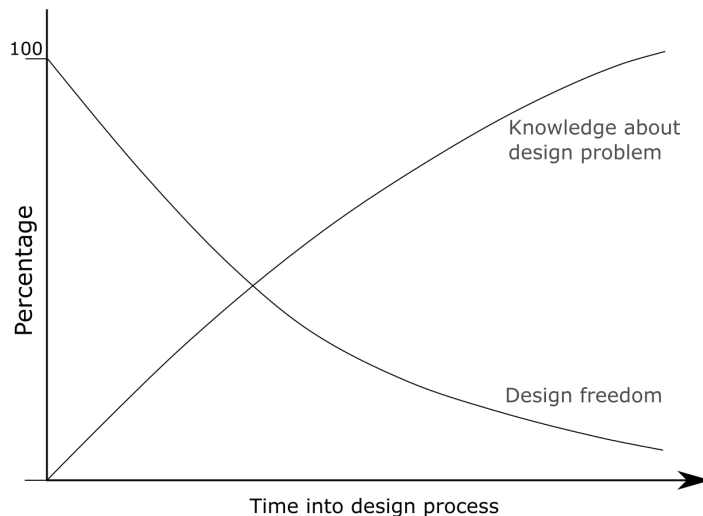 100
Knowledge about
design problem
Percentage
Design freedom
Time into design process